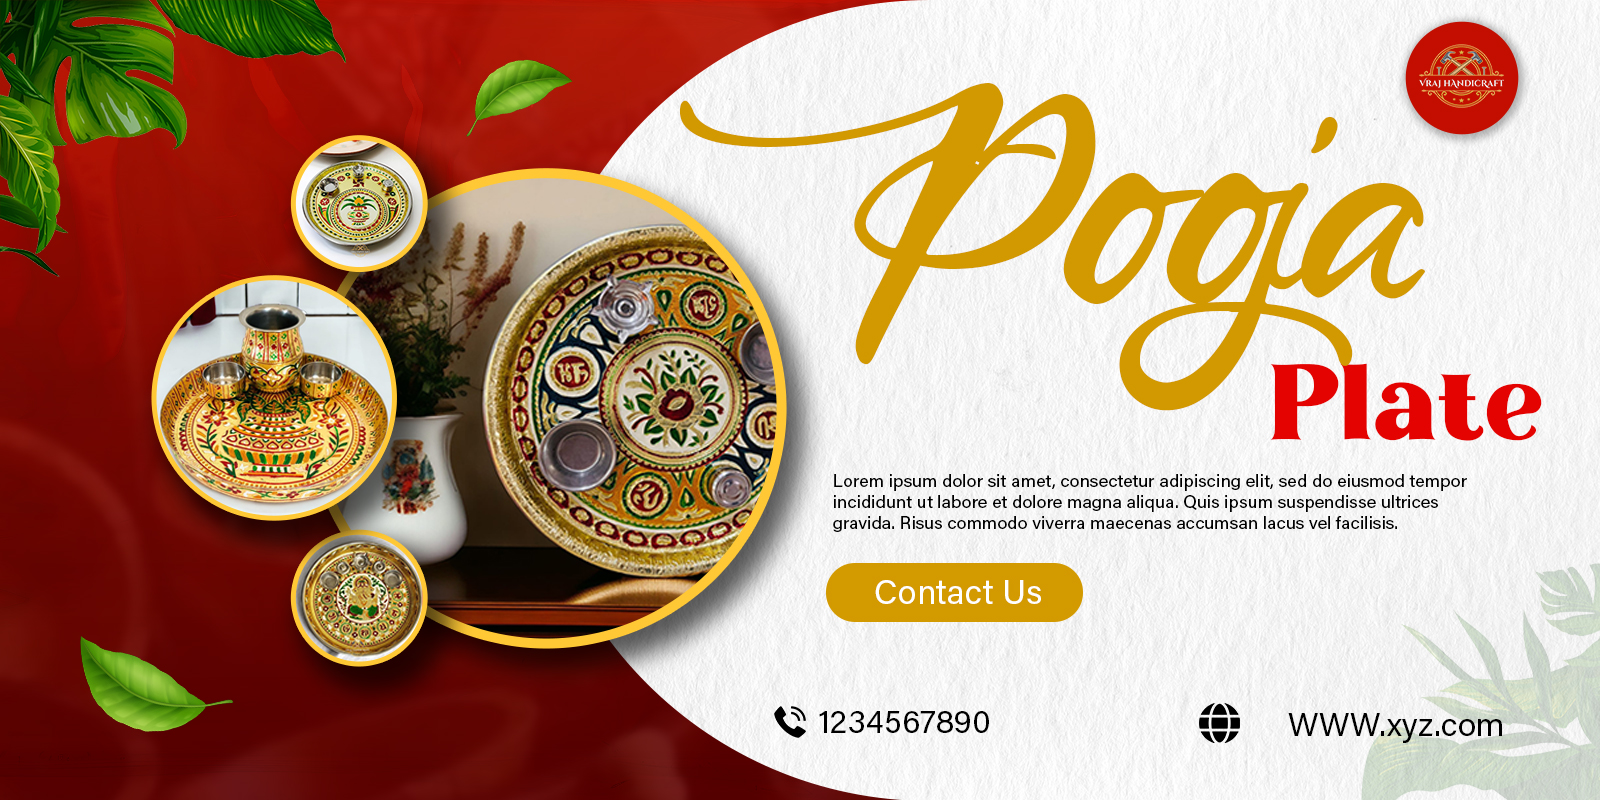 VRAJ HANDICRAFT
Pooja
Plate
Lorem ipsum dolor sit amet, consectetur adipiscing elit, sed do eiusmod tempor
incididunt ut labore et dolore magna aliqua. Quis ipsum suspendisse ultrices
gravida. Risus commodo viverra maecenas accumsan lacus vel facilisis.
Contact Us
1234567890
WWW.xyz.com